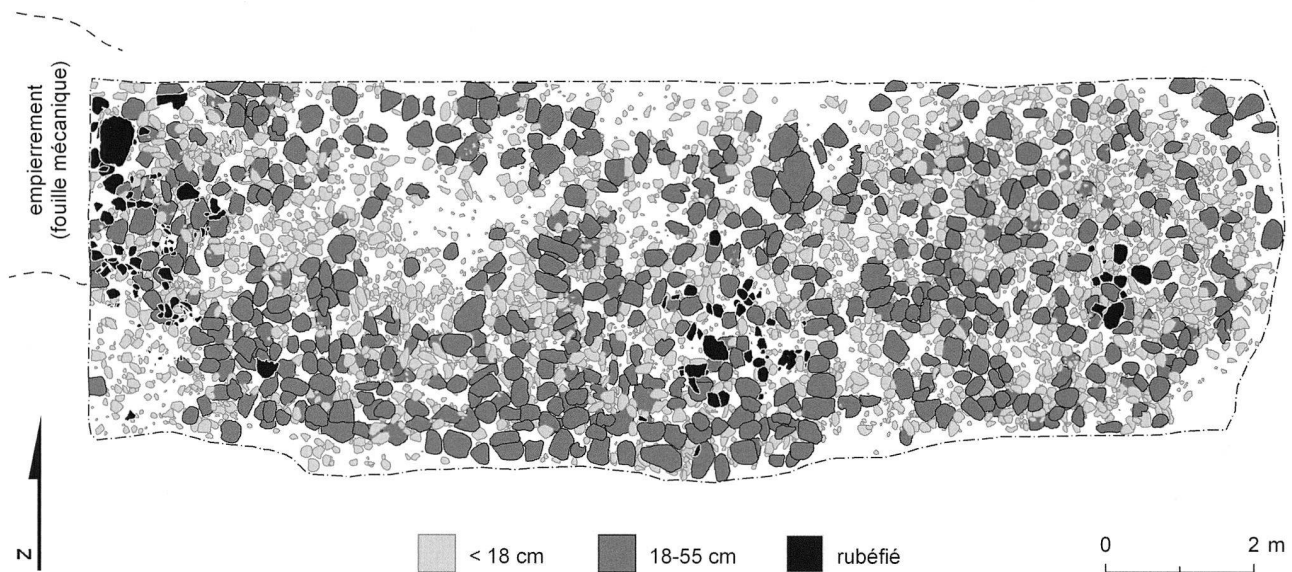 empierrement
(fouille mécanique)
N
< 18 cm
18-55 cm
rubéfié
0
2 m